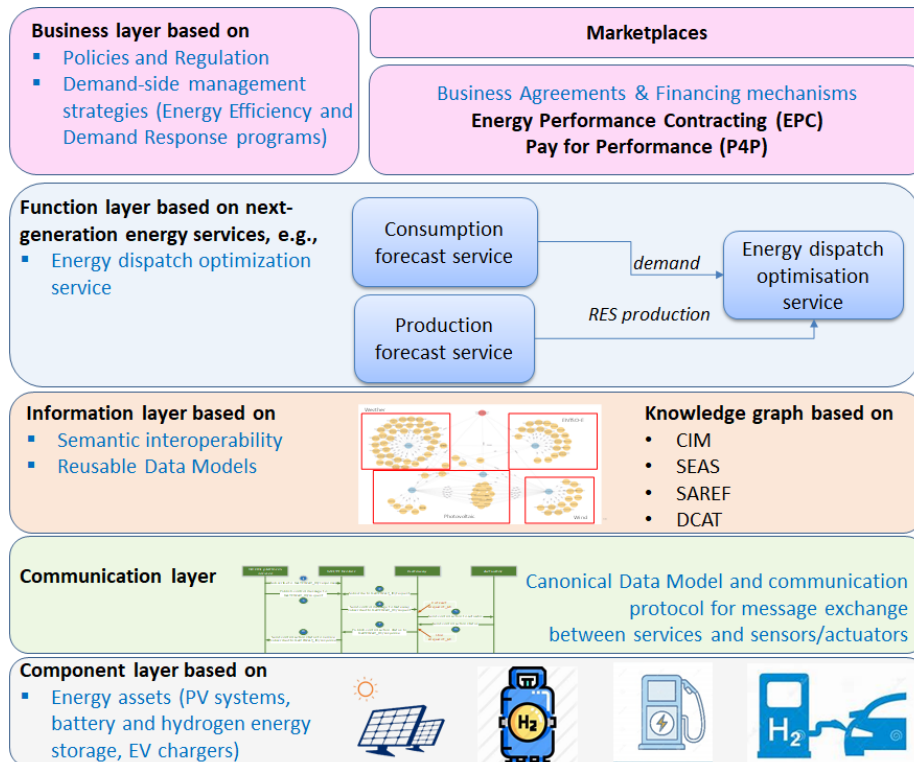 Business layer based on
Policies and Regulation
Demand-side management
strategies (Energy Efficiency and
Demand Response programs)
Marketplaces
Business Agreements & Financing mechanisms
Energy Performance Contracting (EPC)
Pay for Performance (P4P)
Function layer based on next-
generation energy services, e.g.,
Energy dispatch optimization
service
Consumption
forecast service
demand
Energy dispatch
optimisation
service
Production
forecast service
RES production
Information layer based on
Semantic interoperability
Reusable Data Models
Weather
Photovoltaic
Wind
Knowledge graph based on
• CIM
• SEAS
• SAREF
• DCAT
Communication layer
Canonical Data Model and communication
protocol for message exchange
between services and sensors/actuators
Component layer based on
Energy assets (PV systems,
battery and hydrogen energy
storage, EV chargers)
H2
H2